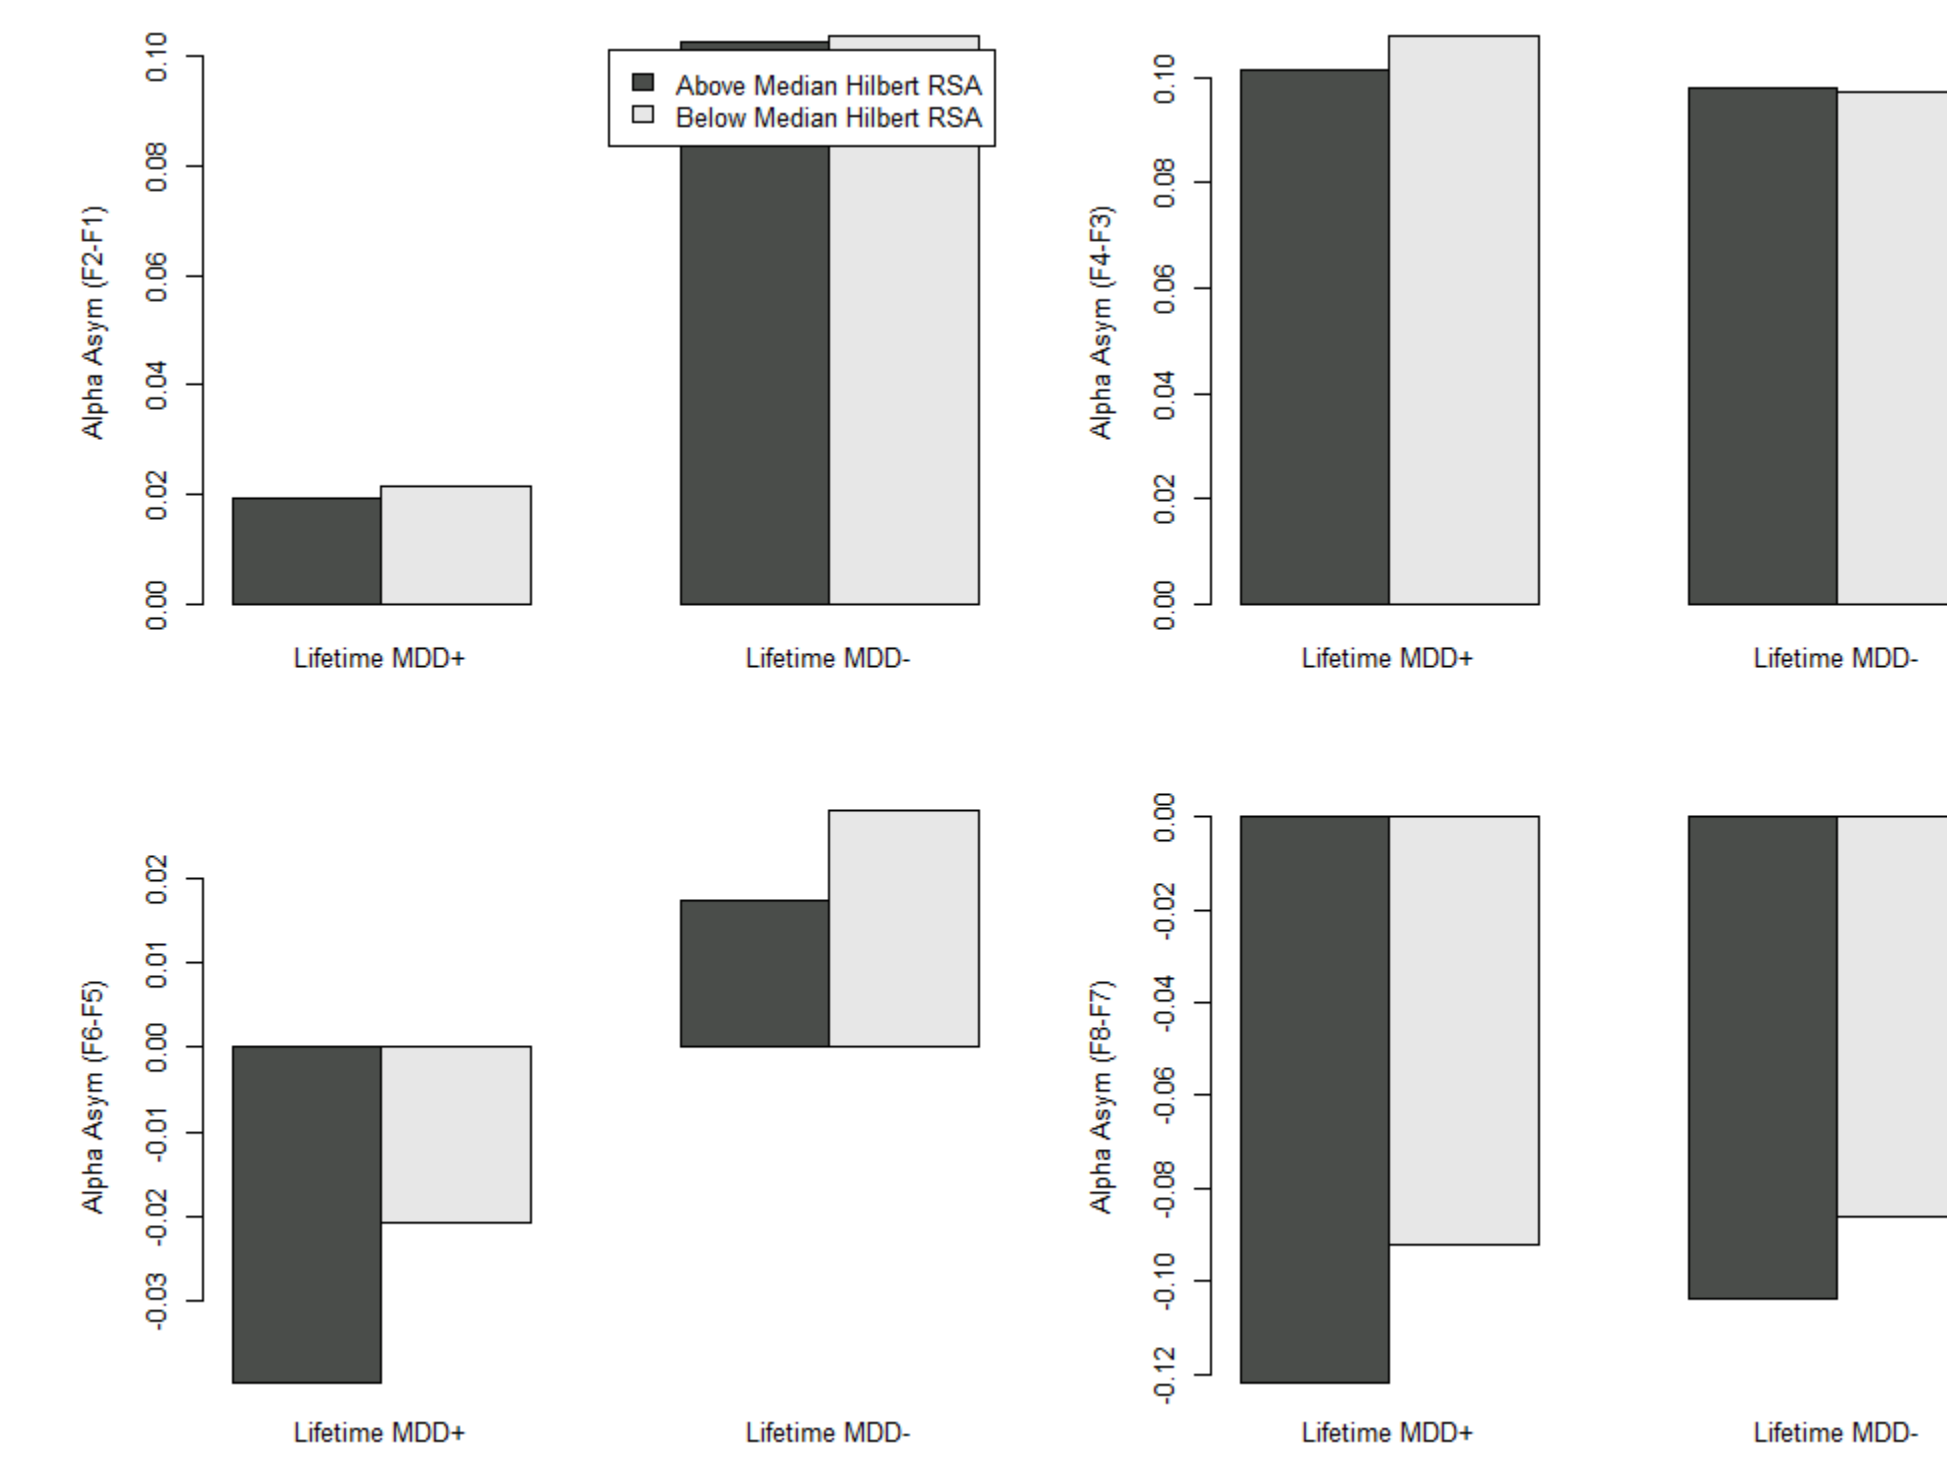 Alpha Asym (F2-F1)
0.10
0.08
0.06
0.04
0.02
0.00
Above Median Hilbert RSA
Below Median Hilbert RSA
Lifetime MDD+
Lifetime MDD-
Alpha Asym (F4-F3)
0.10
0.08
0.06
0.04
0.02
0.00
Lifetime MDD+
Lifetime MDD-
Alpha Asym (F6-F5)
0.02
0.01
0.00
-0.01
-0.02
-0.03
Lifetime MDD+
Lifetime MDD-
Alpha Asym (F8-F7)
0.00
-0.02
-0.04
-0.06
-0.08
-0.10
-0.12
Lifetime MDD+
Lifetime MDD-